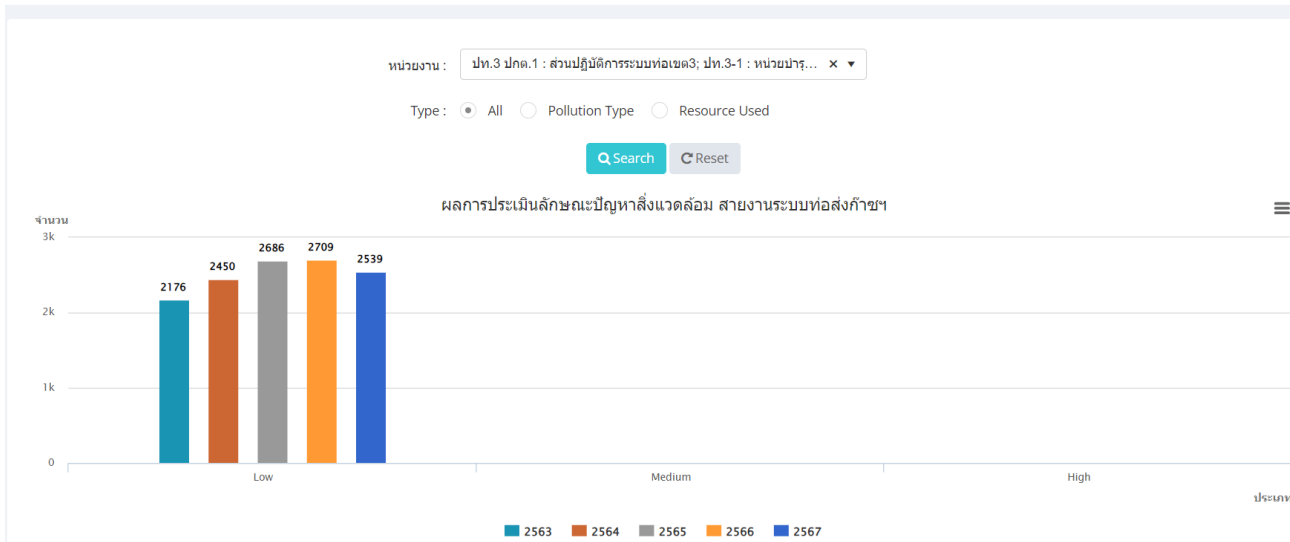 หน่วยงาน : ปท.3 ปกต.1 : ส่วนปฏิบัติการระบบท่อเขต3; ปท.3-1 : หน่วยบำรุ... × ▼
Type : All Pollution Type Resource Used
Search Reset
ผลการประเมินลักษณะปัญหาสิ่งแวดล้อม สายงานระบบท่อส่งก๊าซฯ
จำนวน
3k
2k
1k
0
2176
2450
2686
2709
2539
Low Medium High
ประเภท
2563 2564 2565 2566 2567